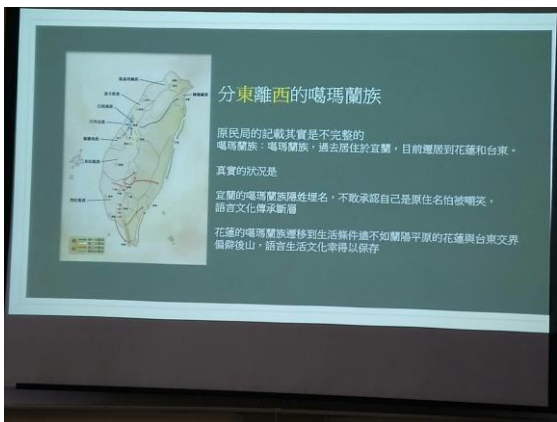 分東離西的噶瑪蘭族
原民局的記載其實是不完整的
噶瑪蘭族：噶瑪蘭族，過去居住於宜蘭，目前遷居到花蓮和台東。
真實的狀況是
宜蘭的噶瑪蘭族隱姓埋名，不敢承認自己是原住名怕被嘲笑，
語言文化傳承斷層
花蓮的噶瑪蘭族遷移到生活條件遠不如蘭陽平原的花蓮與台東交界
偏僻後山，語言生活文化幸得以保存